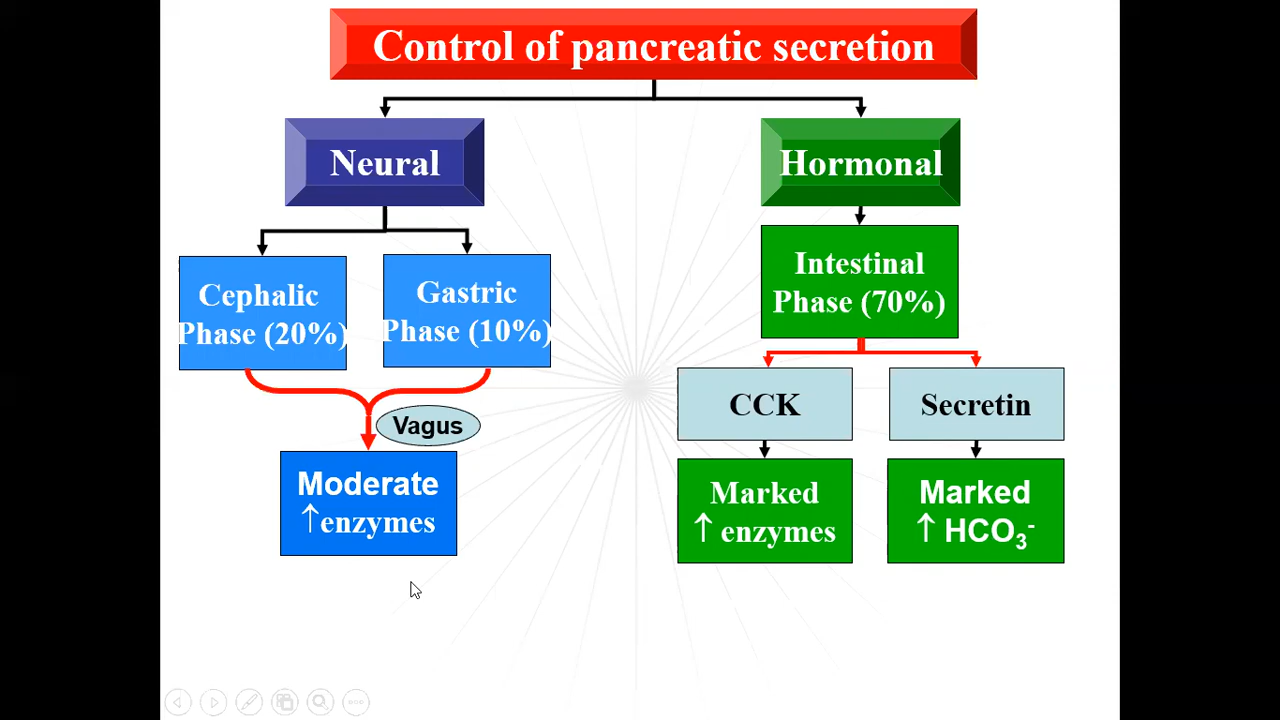 Control of pancreatic secretion
Neural
Hormonal
Cephalic
Phase (20%)
Gastric
Phase (10%)
Intestinal
Phase (70%)
Vagus
CCK
Secretin
Moderate
↑enzymes
Marked
↑ enzymes
Marked
↑ HCO₃⁻